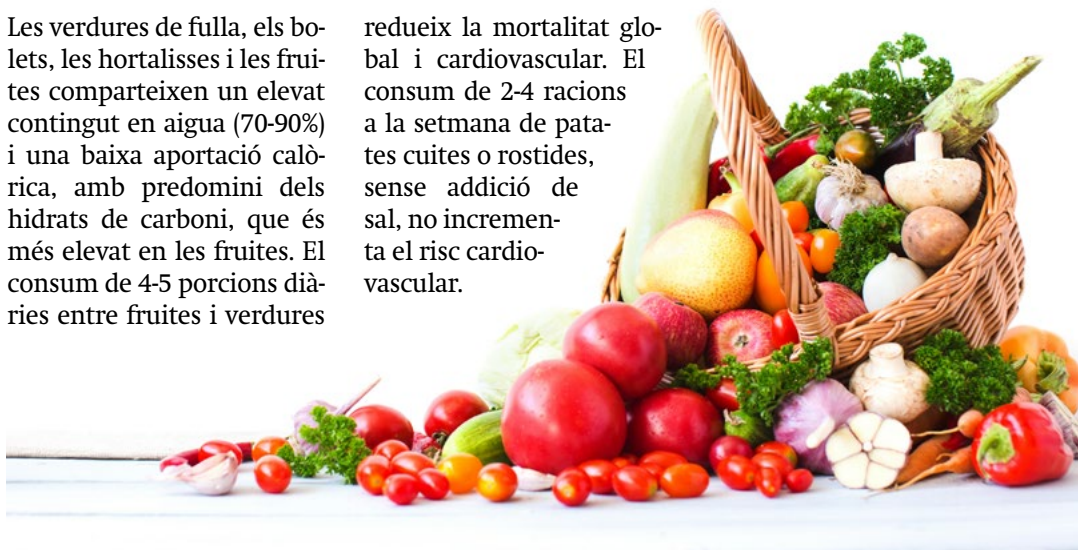 Les verdures de fulla, els bo-
lets, les hortalisses i les frui-
tes comparteixen un elevat
contingut en aigua (70-90%)
i una baixa aportació calò-
rica, amb predomini dels
hidrats de carboni, que és
més elevat en les fruites. El
consum de 4-5 porcions dià-
ries entre fruites i verdures
redueix la mortalitat glo-
bal i cardiovascular. El
consum de 2-4 racions
a la setmana de pata-
tes cuites o rostides,
sense addició de
sal, no incremen-
ta el risc cardio-
vascular.